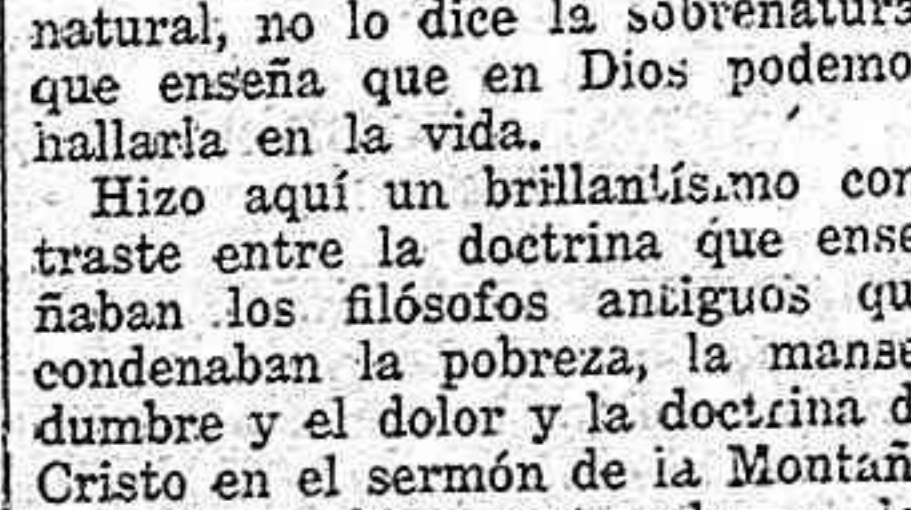 natural, no lo dice la sobrenatura
que enseña que en Dios podemo
hallarla en la vida.
Hizo aquí un brillantísimo con
traste entre la doctrina que ense
ñaban los filósofos antiguos qu
condenaban la pobreza, la manse
dumbre y el dolor y la doctrina d
Cristo en el sermón de la Montañ